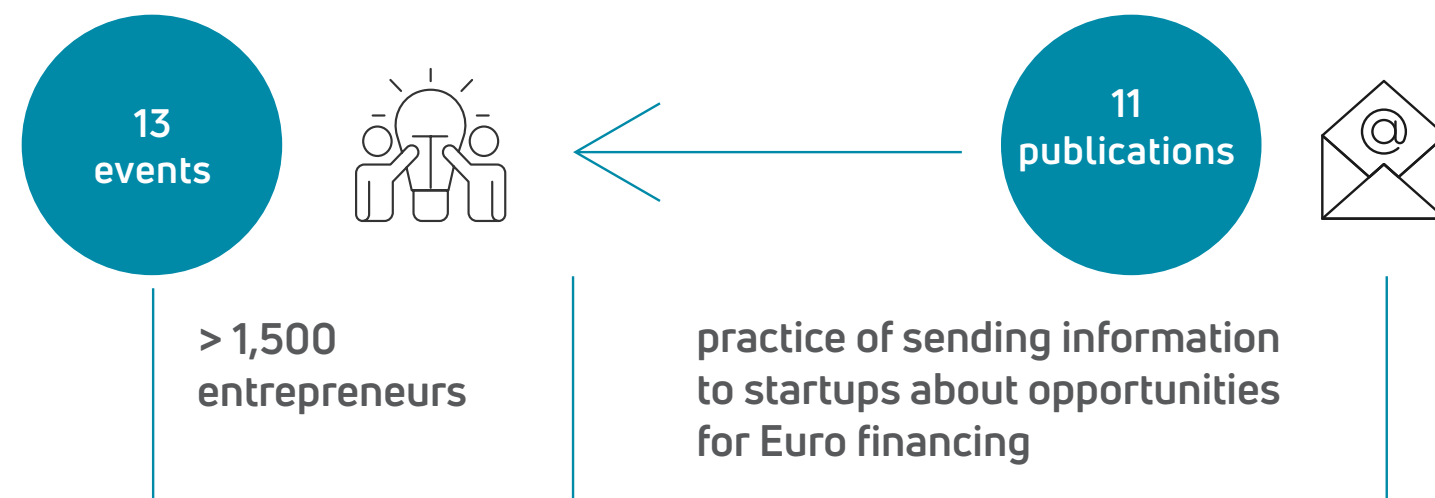 13
events
> 1,500
entrepreneurs
11
publications
@
practice of sending information
to startups about opportunities
for Euro financing